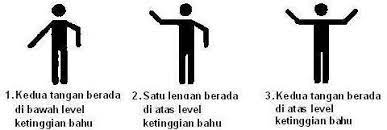 1. Kedua tangan berada
di bawah level
ketinggian bahu
2. Satu lengan berada
di atas level
ketinggian bahu
3. Kedua tangan berada
di atas level
ketinggian bahu